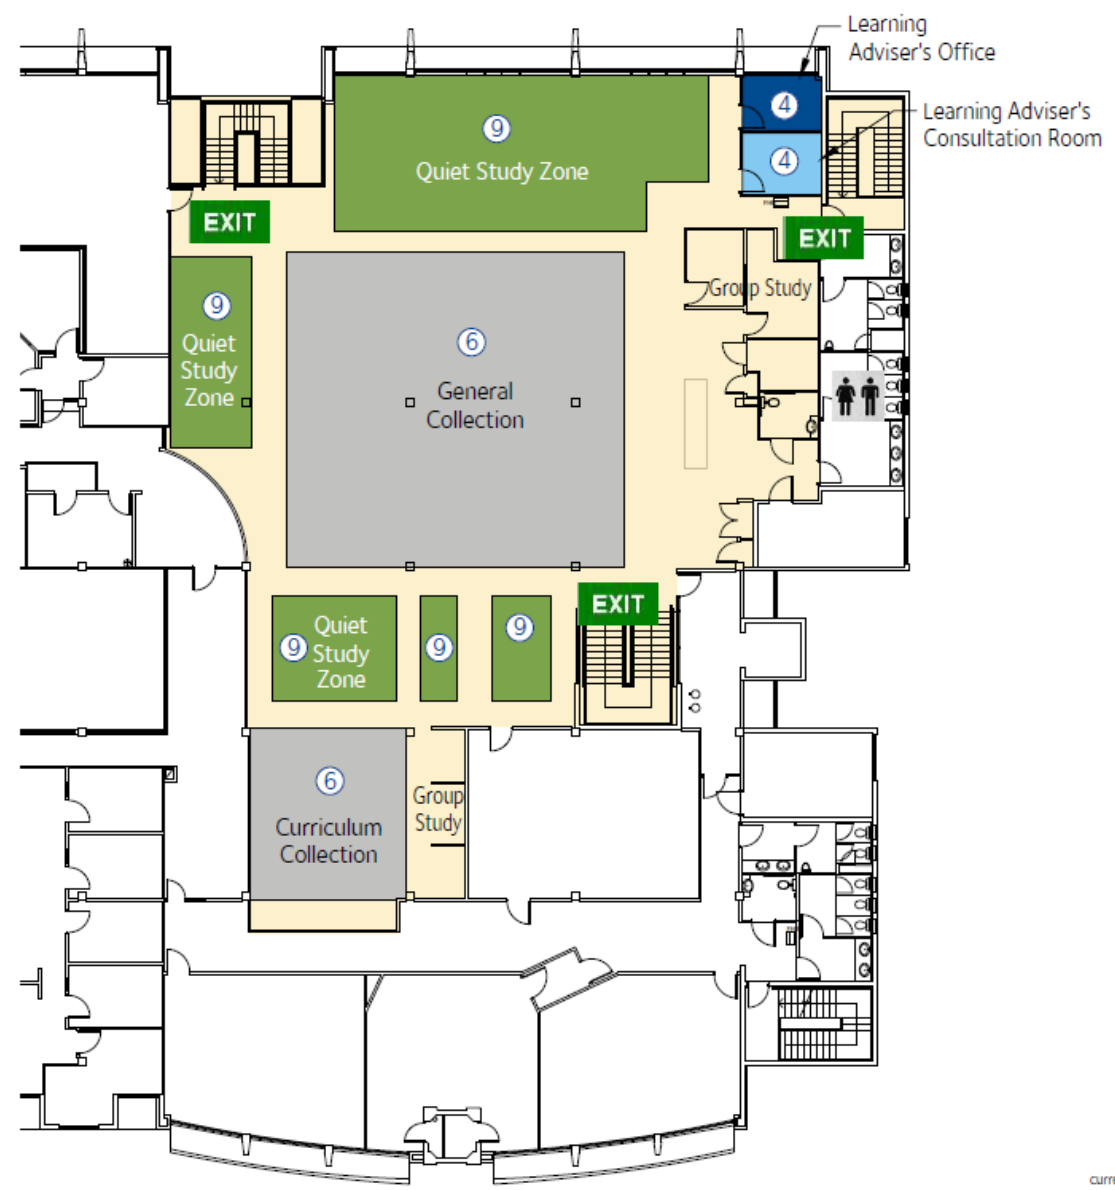 Learning
Adviser's Office
4
Learning Adviser's
Consultation Room
4
9
Quiet Study Zone
EXIT
EXIT
Group Study
9
Quiet
Study
Zone
6
General
Collection
EXIT
9
Quiet
Study
Zone
9
9
6
Curriculum
Collection
Group
Study
curr